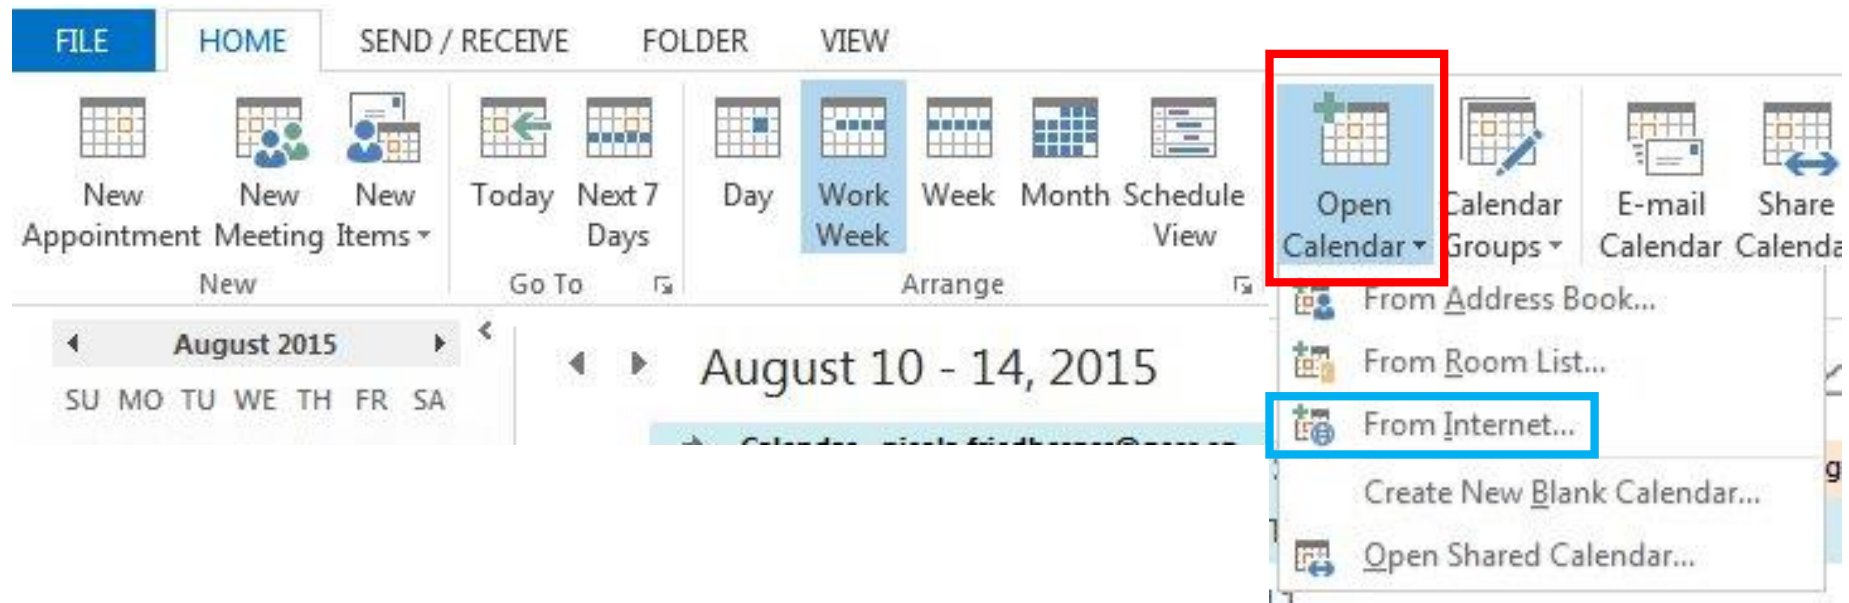 FILE HOME SEND / RECEIVE FOLDER VIEW
New Appointment
New Meeting
New Items
New
Today
Next 7 Days
Go To
Day
Work Week
Week
Month
Schedule View
Arrange
Open Calendar
Calendar Groups
E-mail Calendar
Share
From Address Book...
From Room List...
From Internet...
Create New Blank Calendar...
Open Shared Calendar...
August 2015
SU MO TU WE TH FR SA
August 10 - 14, 2015
Calendar